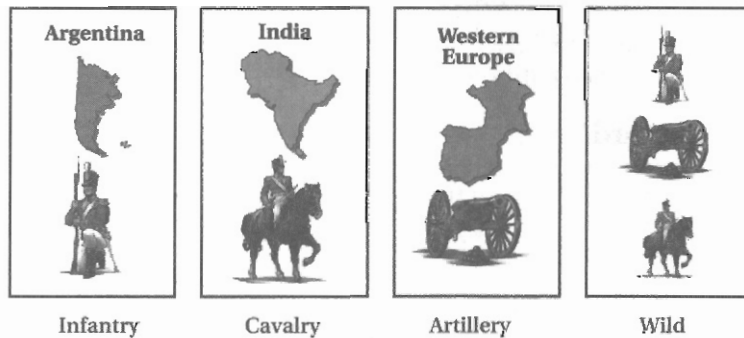 Argentina
India
Western
Europe
Infantry
Cavalry
Artillery
Wild